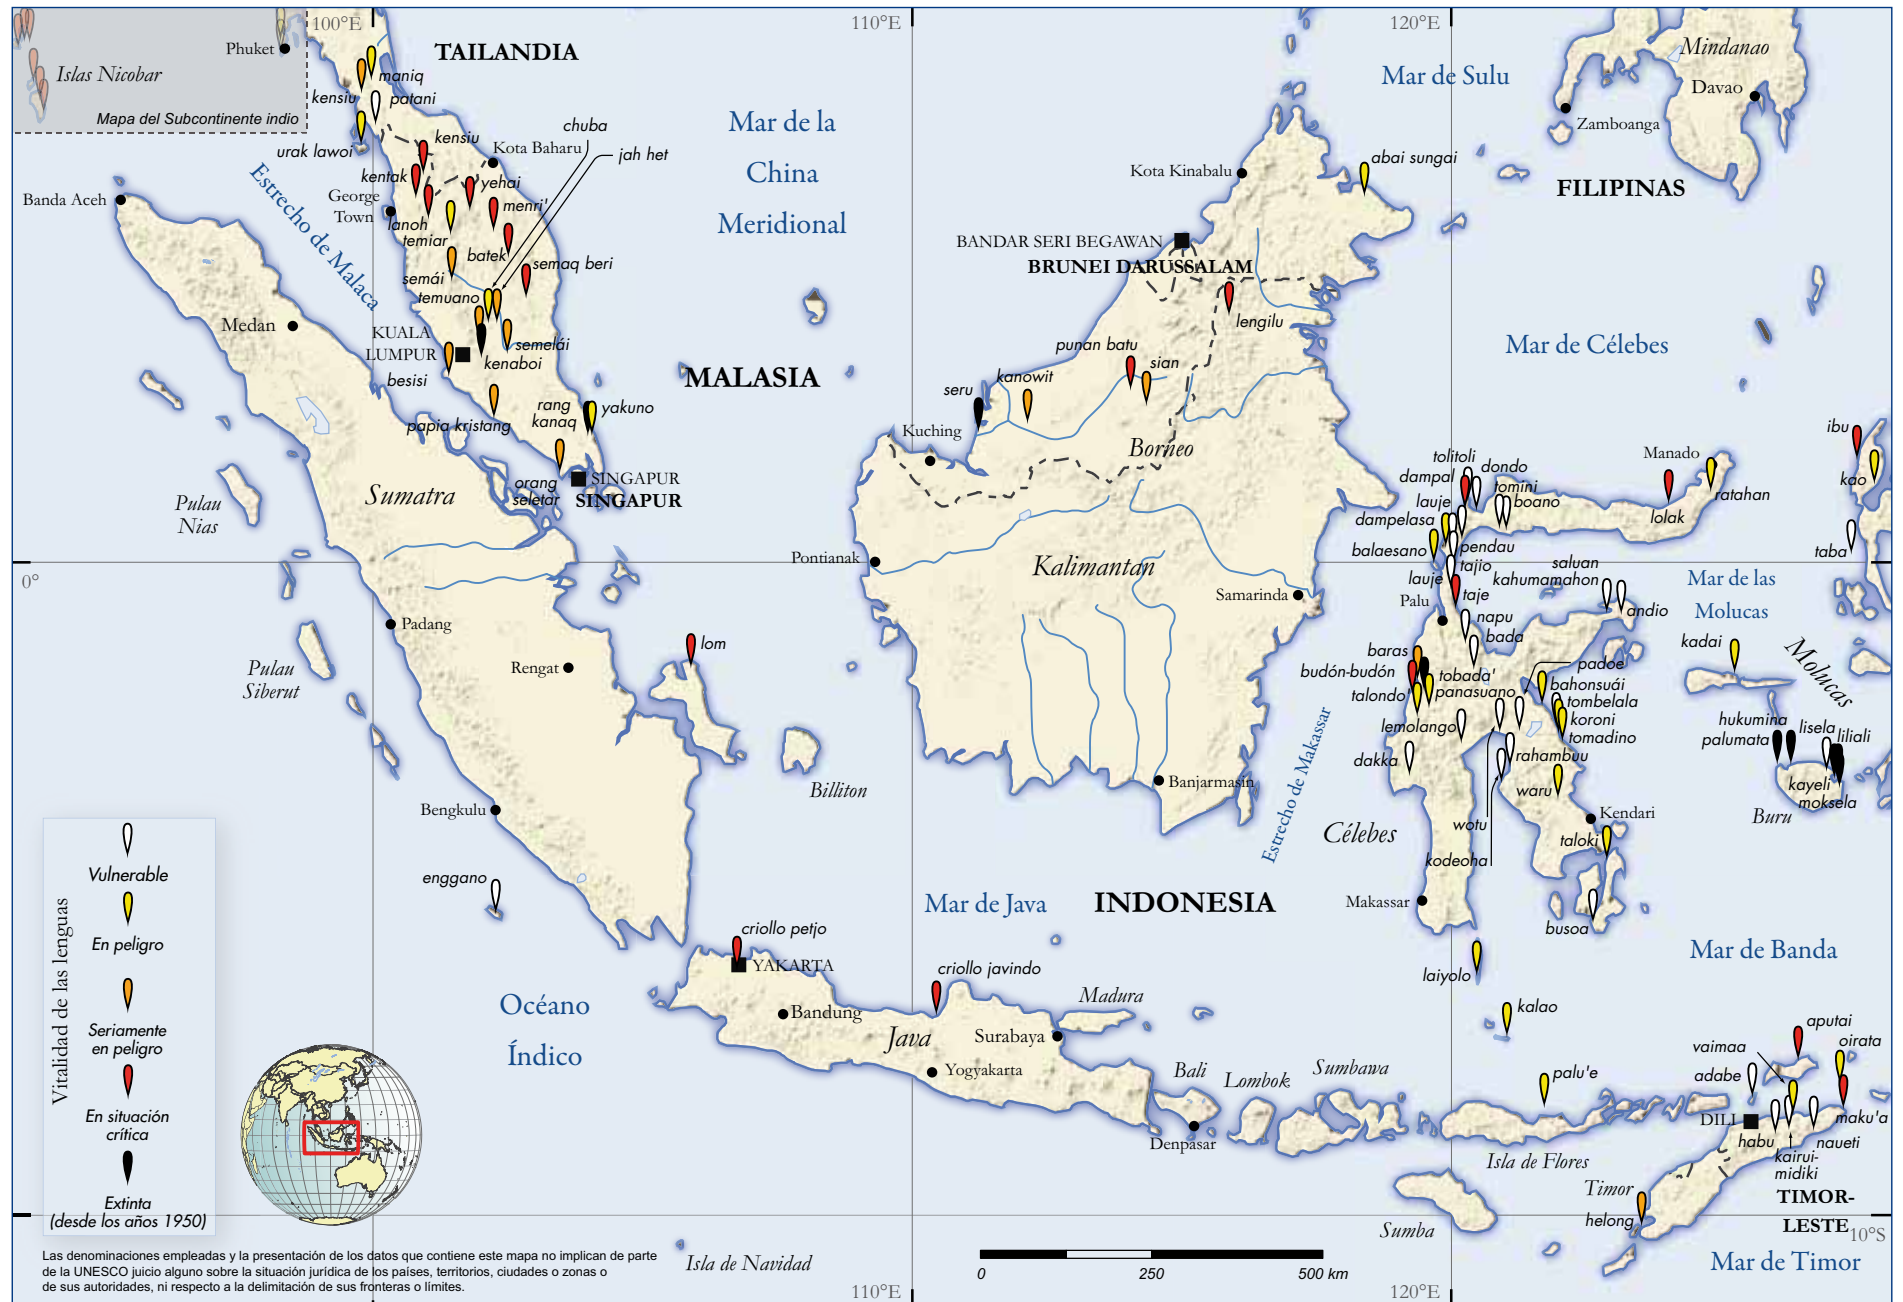 100°E
110°E
120°E
Phuket
Islas Nicobar
Mapa del Subcontinente indio
TAILANDIA
maniq
kensiu
patani
urak lawoi
kensiu
Kota Baharu
chuba
jah het
kentak
yehai
George
Town
lanoh
menri'
temiar
batek
semaq beri
semái
temuano
KUALA
LUMPUR
semelái
kenaboi
besisi
papia kristang
rang
kanaq
yakuno
orang
seletar
SINGAPUR
SINGAPUR
Banda Aceh
Estrecho de Malaca
Medan
Sumatra
Pulau
Nias
0°
Padang
Pulau
Siberut
Rengat
lom
Billiton
Bengkulu
enggano
Mar de la
China
Meridional
MALASIA
Mar de Sulu
Mindanao
Davao
Zamboanga
FILIPINAS
abai sungai
Kota Kinabalu
BANDAR SERI BEGAWAN
BRUNEI DARUSSALAM
lengilu
punan batu
sian
kanowit
seru
Kuching
Borneo
Pontianak
Kalimantan
Samarinda
Banjarmasin
Mar de Célebes
Manado
ibu
kao
ratahan
lolak
taba
tolitoli
dondo
dampal
tomini
lauje
boano
dampelasa
balaesano
pendau
tajio
saluan
lauje
kahumamahon
Palu
taje
andio
napu
bada
baras
padoe
budón-budón
tobada'
bahonsuái
talondo
panasuano
tombelala
lemolango
koroni
tomadino
dakka
rahambuu
waru
wotu
Kendari
taloki
kodeoha
Célebes
Estrecho de Makassar
Makassar
busoa
laiyolo
Mar de las
Molucas
kadai
Molucas
hukumina
lisela
liliali
palumata
kayeli
moksela
Buru
Mar de Java
INDONESIA
Mar de Banda
criollo petjo
YAKARTA
criollo javindo
Bandung
Java
Madura
Surabaya
Yogyakarta
Bali
Lombok
Sumbawa
Denpasar
kalao
palu'e
aputai
oirata
vaimaa
adabe
DILI
maku'a
habu
naueti
kairui-
midiki
Isla de Flores
Timor
helong
Sumba
TIMOR-
LESTE
10°S
Mar de Timor
Océano
Índico
Isla de Navidad
Vitalidad de las lenguas
Vulnerable
En peligro
Seriamente
en peligro
En situación
crítica
Extinta
(desde los años 1950)
Las denominaciones empleadas y la presentación de los datos que contiene este mapa no implican de parte
de la UNESCO juicio alguno sobre la situación jurídica de los países, territorios, ciudades o zonas o
de sus autoridades, ni respecto a la delimitación de sus fronteras o límites.
0
250
500 km
110°E
120°E